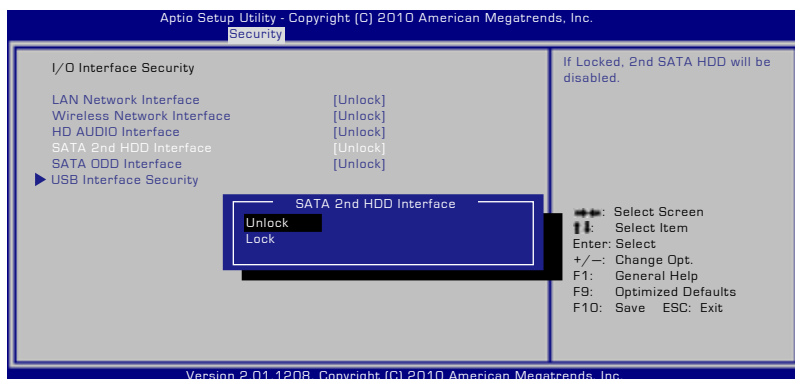 Aptio Setup Utility - Copyright (C) 2010 American Megatrends, Inc.
Security
I/O Interface Security
LAN Network Interface [Unlock]
Wireless Network Interface [Unlock]
HD AUDIO Interface [Unlock]
SATA 2nd HDD Interface [Unlock]
SATA ODD Interface [Unlock]
USB Interface Security
SATA 2nd HDD Interface
Unlock
Lock
If Locked, 2nd SATA HDD will be
disabled.
→←: Select Screen
↑↓: Select Item
Enter: Select
+/—: Change Opt.
F1: General Help
F9: Optimized Defaults
F10: Save ESC: Exit
Version 2.01.1208. Copyright (C) 2010 American Megatrends, Inc.